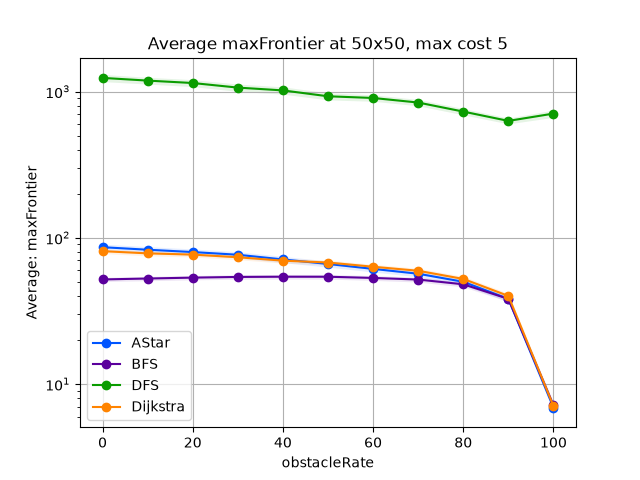 Average maxFrontier at 50x50, max cost 5
Average: maxFrontier
10³
10²
10¹
AStar
BFS
DFS
Dijkstra
0 20 40 60 80 100
obstacleRate